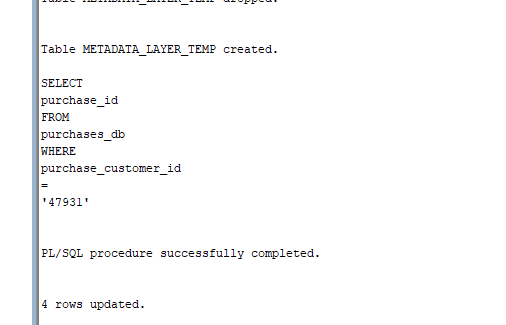 Table METADATA_LAYER_TEMP dropped.
Table METADATA_LAYER_TEMP created.
SELECT
purchase_id
FROM
purchases_db
WHERE
purchase_customer_id
=
'47931'
PL/SQL procedure successfully completed.
4 rows updated.